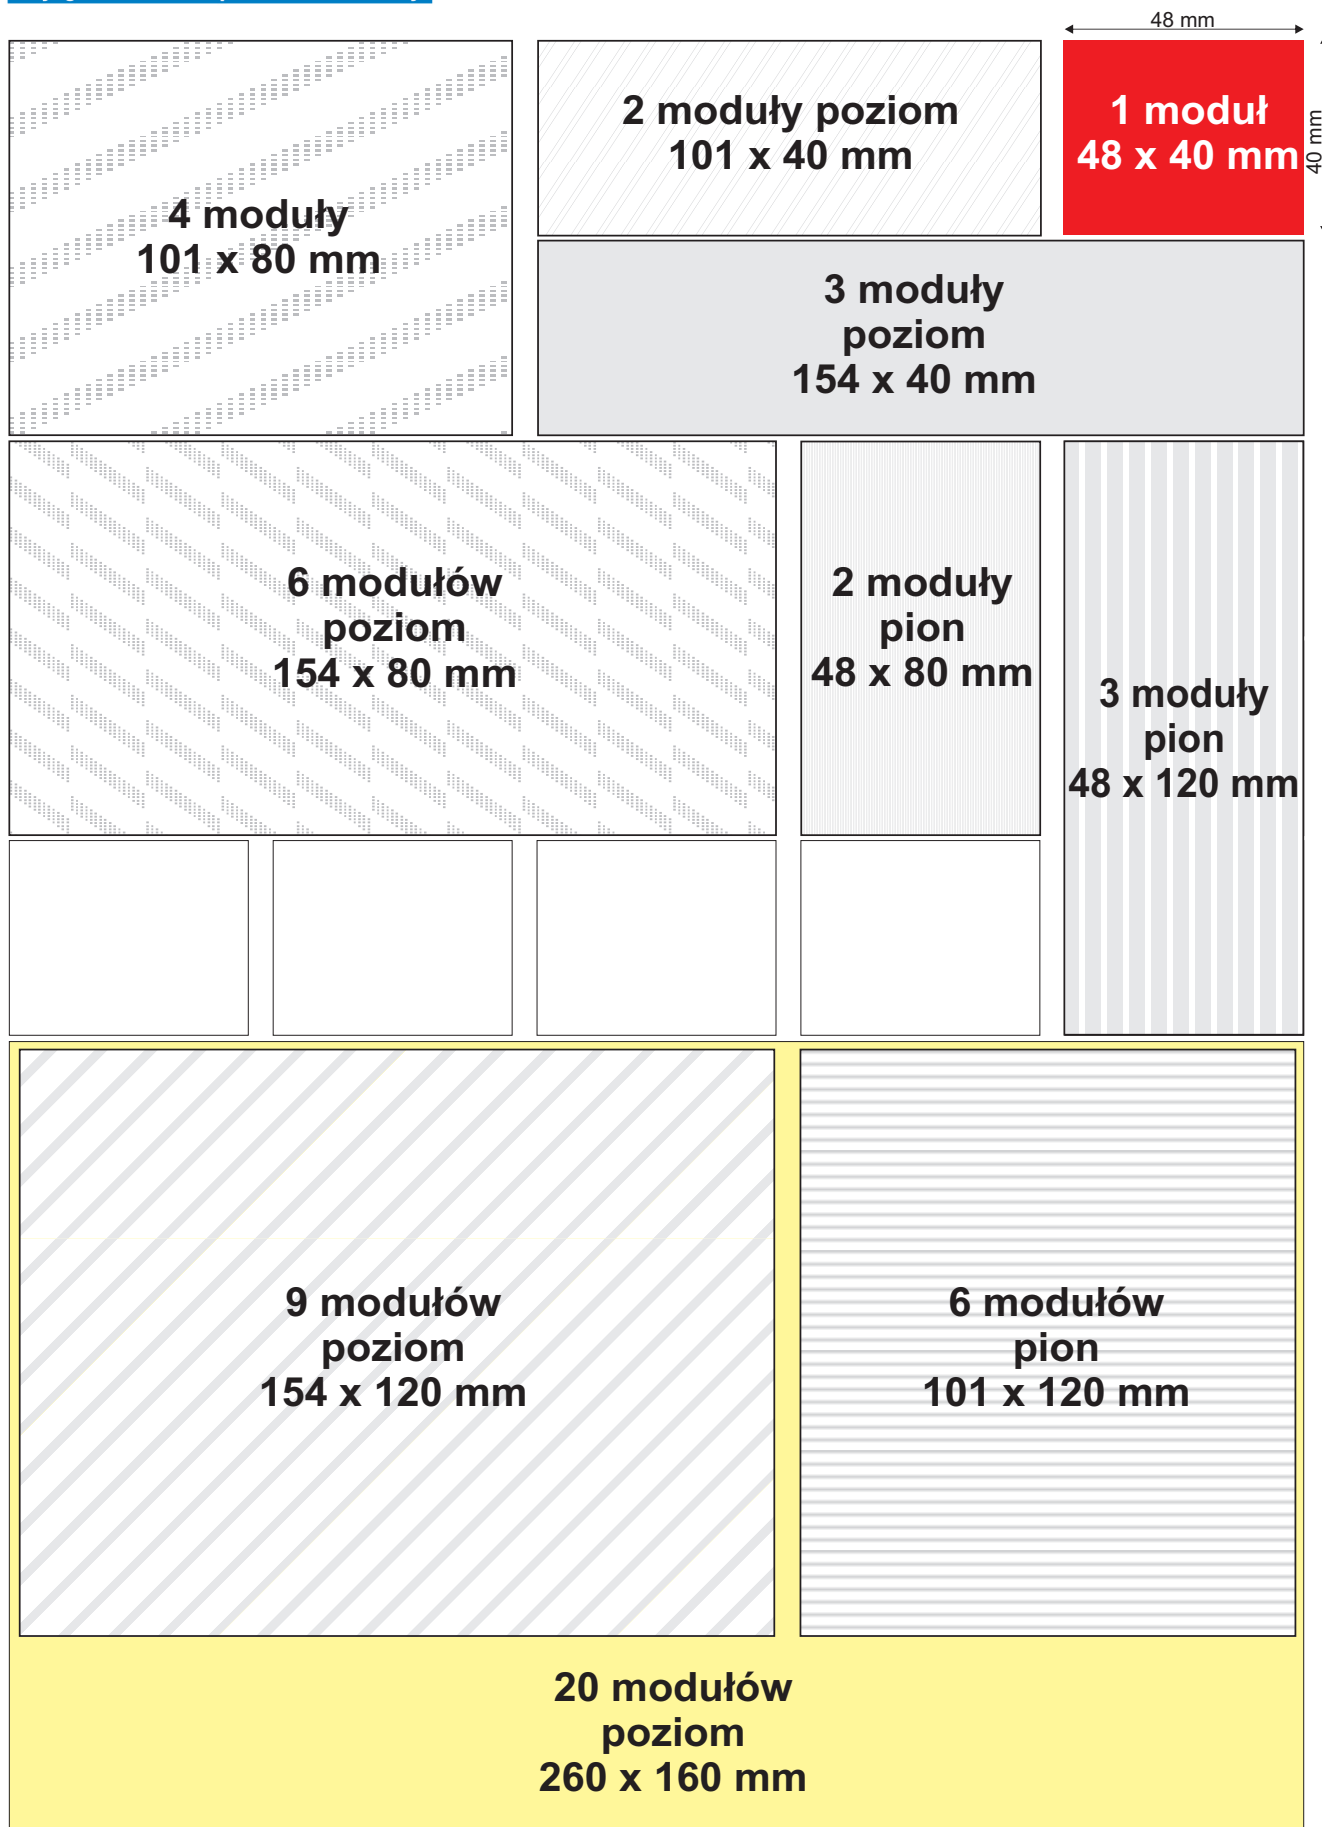 48 mm
2 moduły poziom
101 x 40 mm
1 moduł
48 x 40 mm
40 mm
4 moduły
101 x 80 mm
3 moduły
poziom
154 x 40 mm
6 modułów
poziom
154 x 80 mm
2 moduły
pion
48 x 80 mm
3 moduły
pion
48 x 120 mm
9 modułów
poziom
154 x 120 mm
6 modułów
pion
101 x 120 mm
20 modułów
poziom
260 x 160 mm